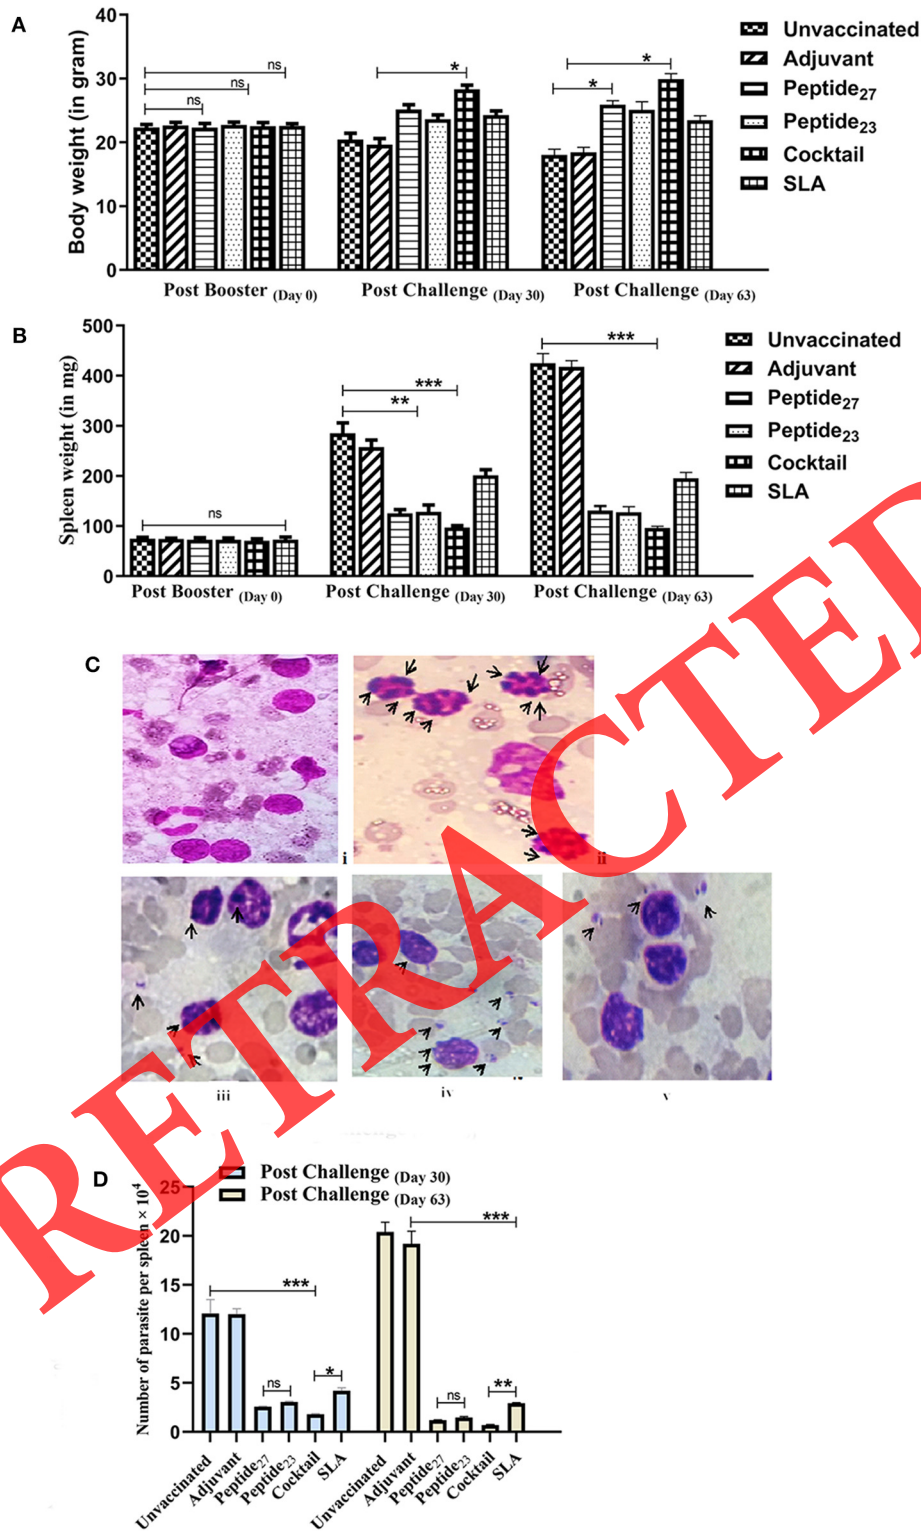 A
Body weight (in gram)
40
30
20
10
0
ns
ns
ns
*
*
*
Unvaccinated
Adjuvant
Peptide27
Peptide23
Cocktail
SLA
Post Booster (Day 0)
Post Challenge (Day 30)
Post Challenge (Day 63)
B
Spleen weight (in mg)
500
400
300
200
100
0
ns
***
**
***
Unvaccinated
Adjuvant
Peptide27
Peptide23
Cocktail
SLA
Post Booster (Day 0)
Post Challenge (Day 30)
Post Challenge (Day 63)
C
i
ii
iii
iv
v
RETRACTED
D
Post Challenge (Day 30)
Post Challenge (Day 63)
Number of parasite per spleen × 10⁴
25
20
15
10
5
0
***
ns
*
***
ns
**
Unvaccinated
Adjuvant
Peptide27
Peptide23
Cocktail
SLA
Unvaccinated
Adjuvant
Peptide27
Peptide23
Cocktail
SLA